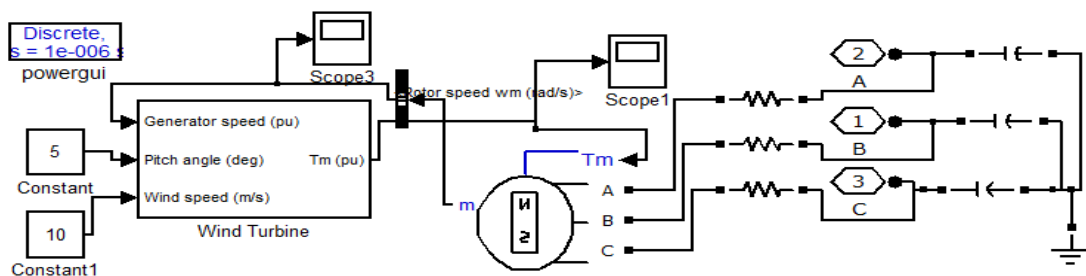 Discrete,
s = 1e-006 s
powergui
Scope3
<Rotor speed wm (rad/s)>
Scope1
Generator speed (pu)
Pitch angle (deg)
Wind speed (m/s)
Tm (pu)
Wind Turbine
5
Constant
10
Constant1
Tm
m
N
S
A
B
C
2
A
1
B
3
C